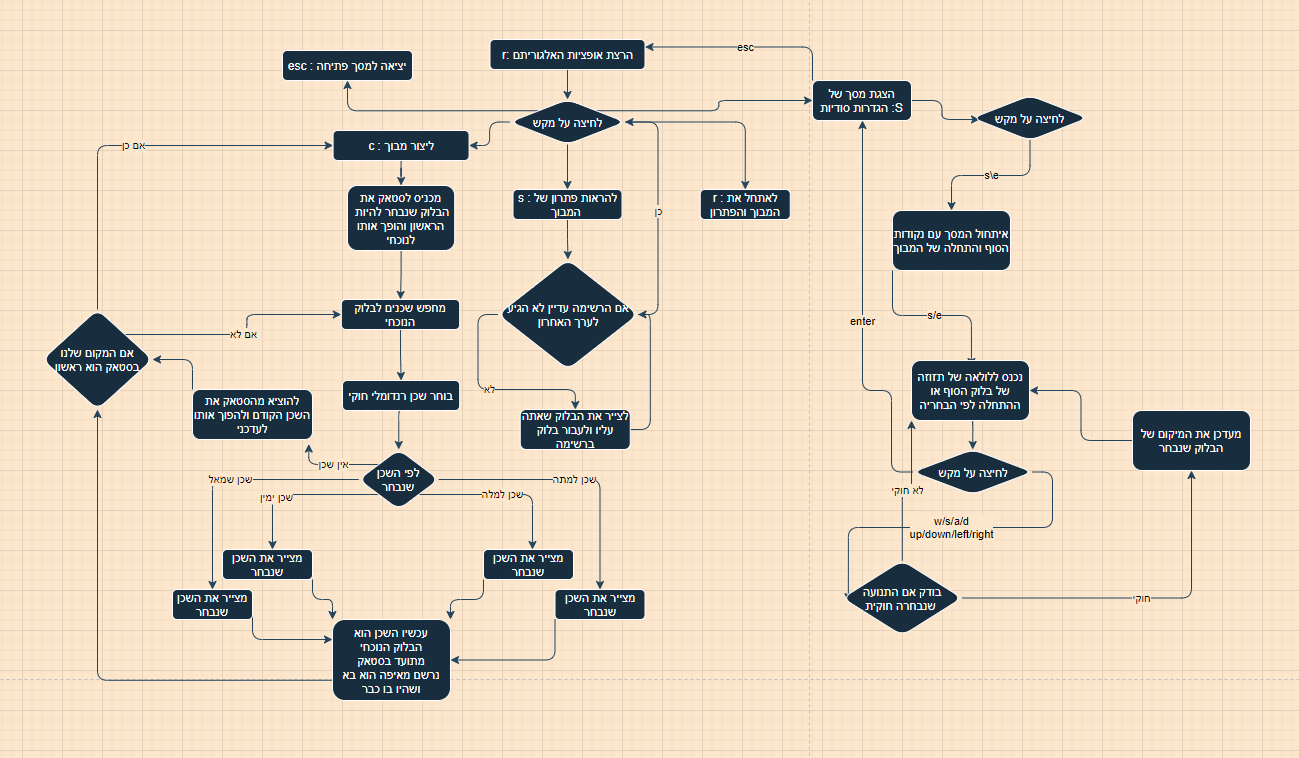 הרצת אופציות האלגוריתם :r
esc
יציאה למסך פתיחה : esc
לחיצה על מקש
הצגת מסך של
S: הגדרות סודיות
לחיצה על מקש
אם כן
ליצור מבוך : c
s\e
מכניס לסטאק את
הבלוק שנבחר להיות
הראשון והופך אותו
לנוכחי
להראות פתרון של : s
המבוך
כן
לאתחל את : r
המבוך והפתרון
איתחול המסך עם נקודות
הסוף והתחלה של המבוך
מחפש שכנים לבלוק
הנוכחי
אם הרשימה עדיין לא הגיע
לערך האחרון
enter
s/e
אם לא
אם המקום שלנו
בסטאק הוא ראשון
בוחר שכן רנדומלי חוקי
לא
נכנס ללולאה של תזוזה
של בלוק הסוף או
ההתחלה לפי הבחריה
להוציא מהסטאק את
השכן הקודם ולהפוך אותו
לעדכני
לצייר את הבלוק שאתה
עליו ולעבור בלוק
ברשימה
מעדכן את המיקום של
הבלוק שנבחר
אין שכן
לפי השכן
שנבחר
לחיצה על מקש
שכן שמאל
שכן ימין
שכן למלה
שכן למתה
לא חוקי
w/s/a/d
up/down/left/right
מצייר את השכן
שנבחר
מצייר את השכן
שנבחר
מצייר את השכן
שנבחר
מצייר את השכן
שנבחר
בודק אם התנועה
שנבחרה חוקית
חוקי
עכשיו השכן הוא
הבלוק הנוכחי
מתועד בסטאק
נרשם מאיפה הוא בא
ושהיו בו כבר